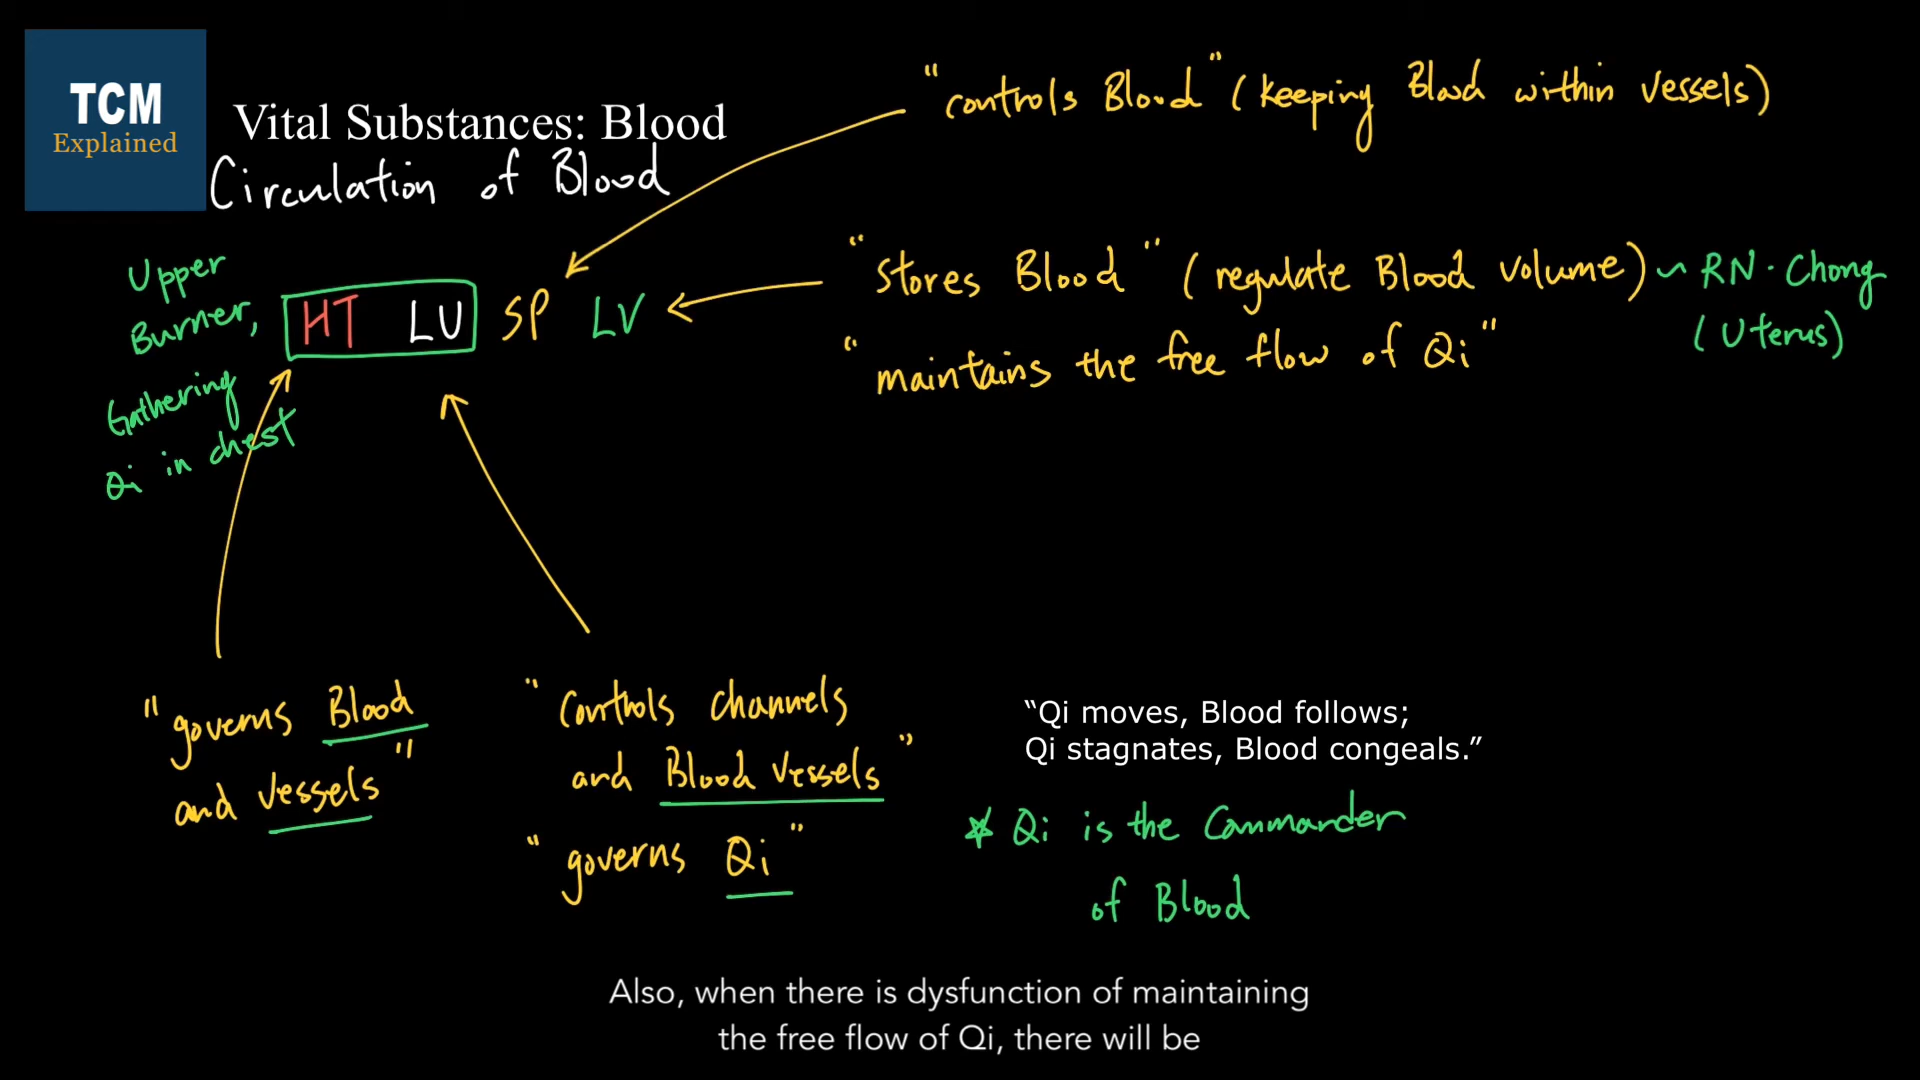 TCM
Explained
Vital Substances: Blood
Circulation of Blood
"controls Blood" (keeping Blood within vessels)
Upper
Burner,
Gathering
Qi in chest
HT LU SP LV
"stores Blood" (regulate Blood volume) ~ RN. Chong
(Uterus)
"maintains the free flow of Qi"
"governs Blood
and vessels"
"controls channels
and Blood vessels"
"governs Qi"
“Qi moves, Blood follows;
Qi stagnates, Blood congeals.”
* Qi is the Commander
of Blood
Also, when there is dysfunction of maintaining
the free flow of Qi, there will be